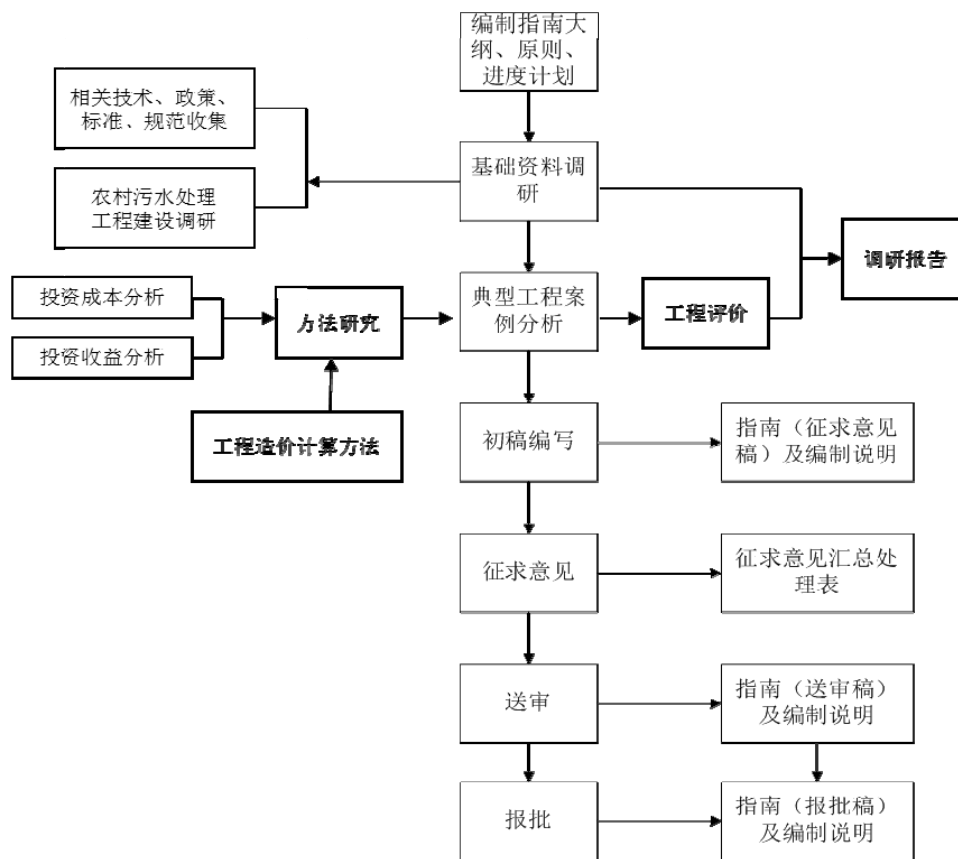 编制指南大
纲、原则、
进度计划
相关技术、政策、
标准、规范收集
基础资料调
研
农村污水处理
工程建设调研
调研报告
投资成本分析
投资收益分析
方法研究
典型工程案
例分析
工程评价
工程造价计算方法
初稿编写
指南（征求意见
稿）及编制说明
征求意见
征求意见汇总处
理表
送审
指南（送审稿）
及编制说明
报批
指南（报批稿）
及编制说明